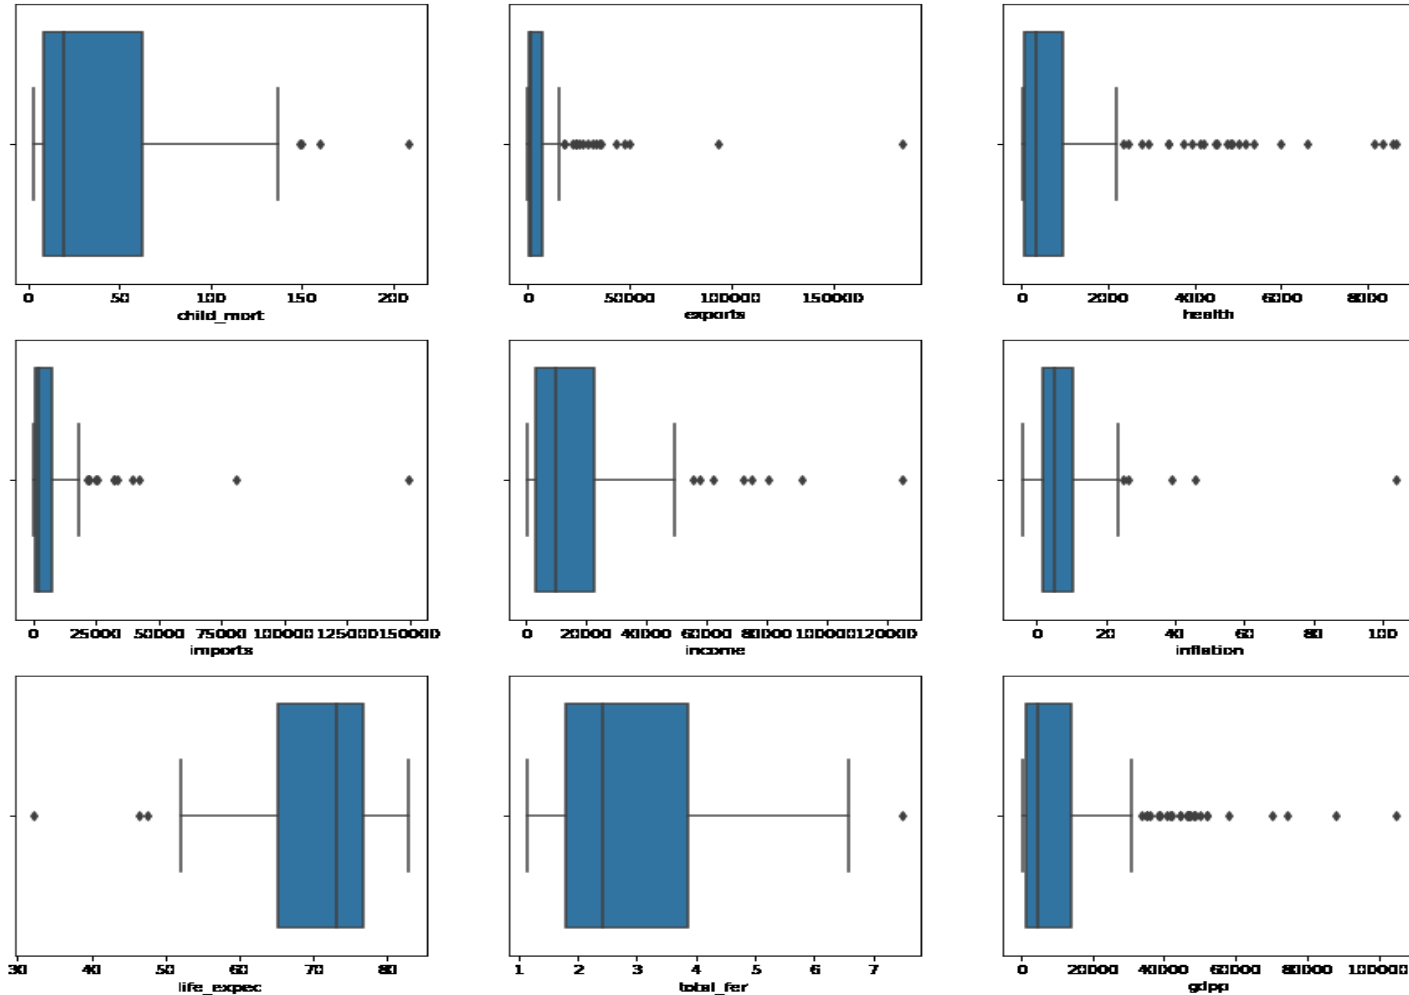 0 50 100 150 200
child_mort
0 50000 100000 150000
exports
0 2000 4000 6000 8000
health
0 25000 50000 75000 100000 125000 150000
imports
0 20000 40000 60000 80000 100000 120000
income
0 20 40 60 80 100
inflation
30 40 50 60 70 80
life_expec
1 2 3 4 5 6 7
total_fer
0 20000 40000 60000 80000 100000
gdpp